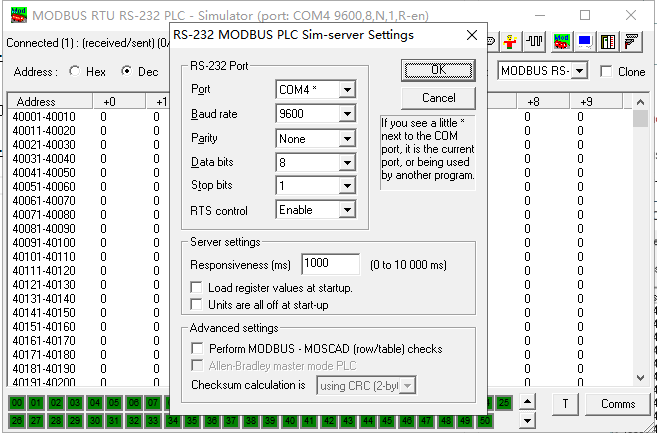 MODBUS RTU RS-232 PLC - Simulator (port: COM4 9600,8,N,1,R-en)
Connected (1) : (received/sent) (0/
Address : Hex Dec
MODBUS RS- Clone
Address +0 +1 +8 +9
40001-40010 0 0 0 0
40011-40020 0 0 0 0
40021-40030 0 0 0 0
40031-40040 0 0 0 0
40041-40050 0 0 0 0
40051-40060 0 0 0 0
40061-40070 0 0 0 0
40071-40080 0 0 0 0
40081-40090 0 0 0 0
40091-40100 0 0 0 0
40101-40110 0 0 0 0
40111-40120 0 0 0 0
40121-40130 0 0 0 0
40131-40140 0 0 0 0
40141-40150 0 0 0 0
40151-40160 0 0 0 0
40161-40170 0 0 0 0
40171-40180 0 0 0 0
40181-40190 0 0 0 0
40191-40200 0 0 0 0
RS-232 MODBUS PLC Sim-server Settings
RS-232 Port
Port COM4 *
Baud rate 9600
Parity None
Data bits 8
Stop bits 1
RTS control Enable
OK
Cancel
If you see a little *
next to the COM
port, it is the current
port, or being used
by another program.
Server settings
Responsiveness (ms) 1000 (0 to 10 000 ms)
Load register values at startup.
Units are all off at start-up
Advanced settings
Perform MODBUS - MOSCAD (row/table) checks
Allen-Bradley master mode PLC
Checksum calculation is using CRC (2-byl
00 01 02 03 04 05 06 07 25
26 27 28 29 30 31 32 33 34 35 36 37 38 39 40 41 42 43 44 45 46 47 48 49 50
T Comms